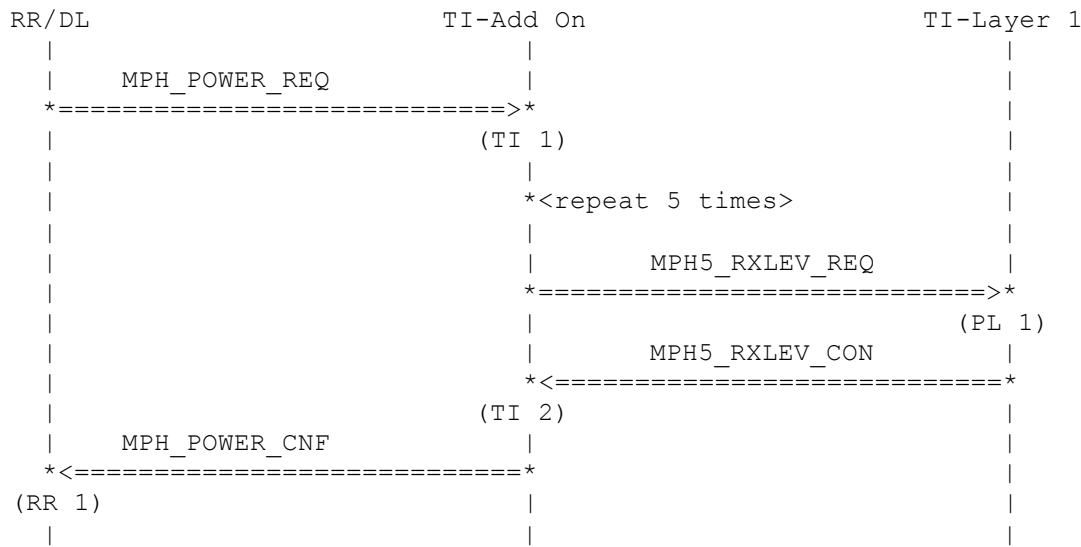 RR/DL TI-Add On TI-Layer 1
MPH_POWER_REQ
(TI 1)
<repeat 5 times>
MPH5_RXLEV_REQ
(PL 1)
MPH5_RXLEV_CON
(TI 2)
MPH_POWER_CNF
(RR 1)